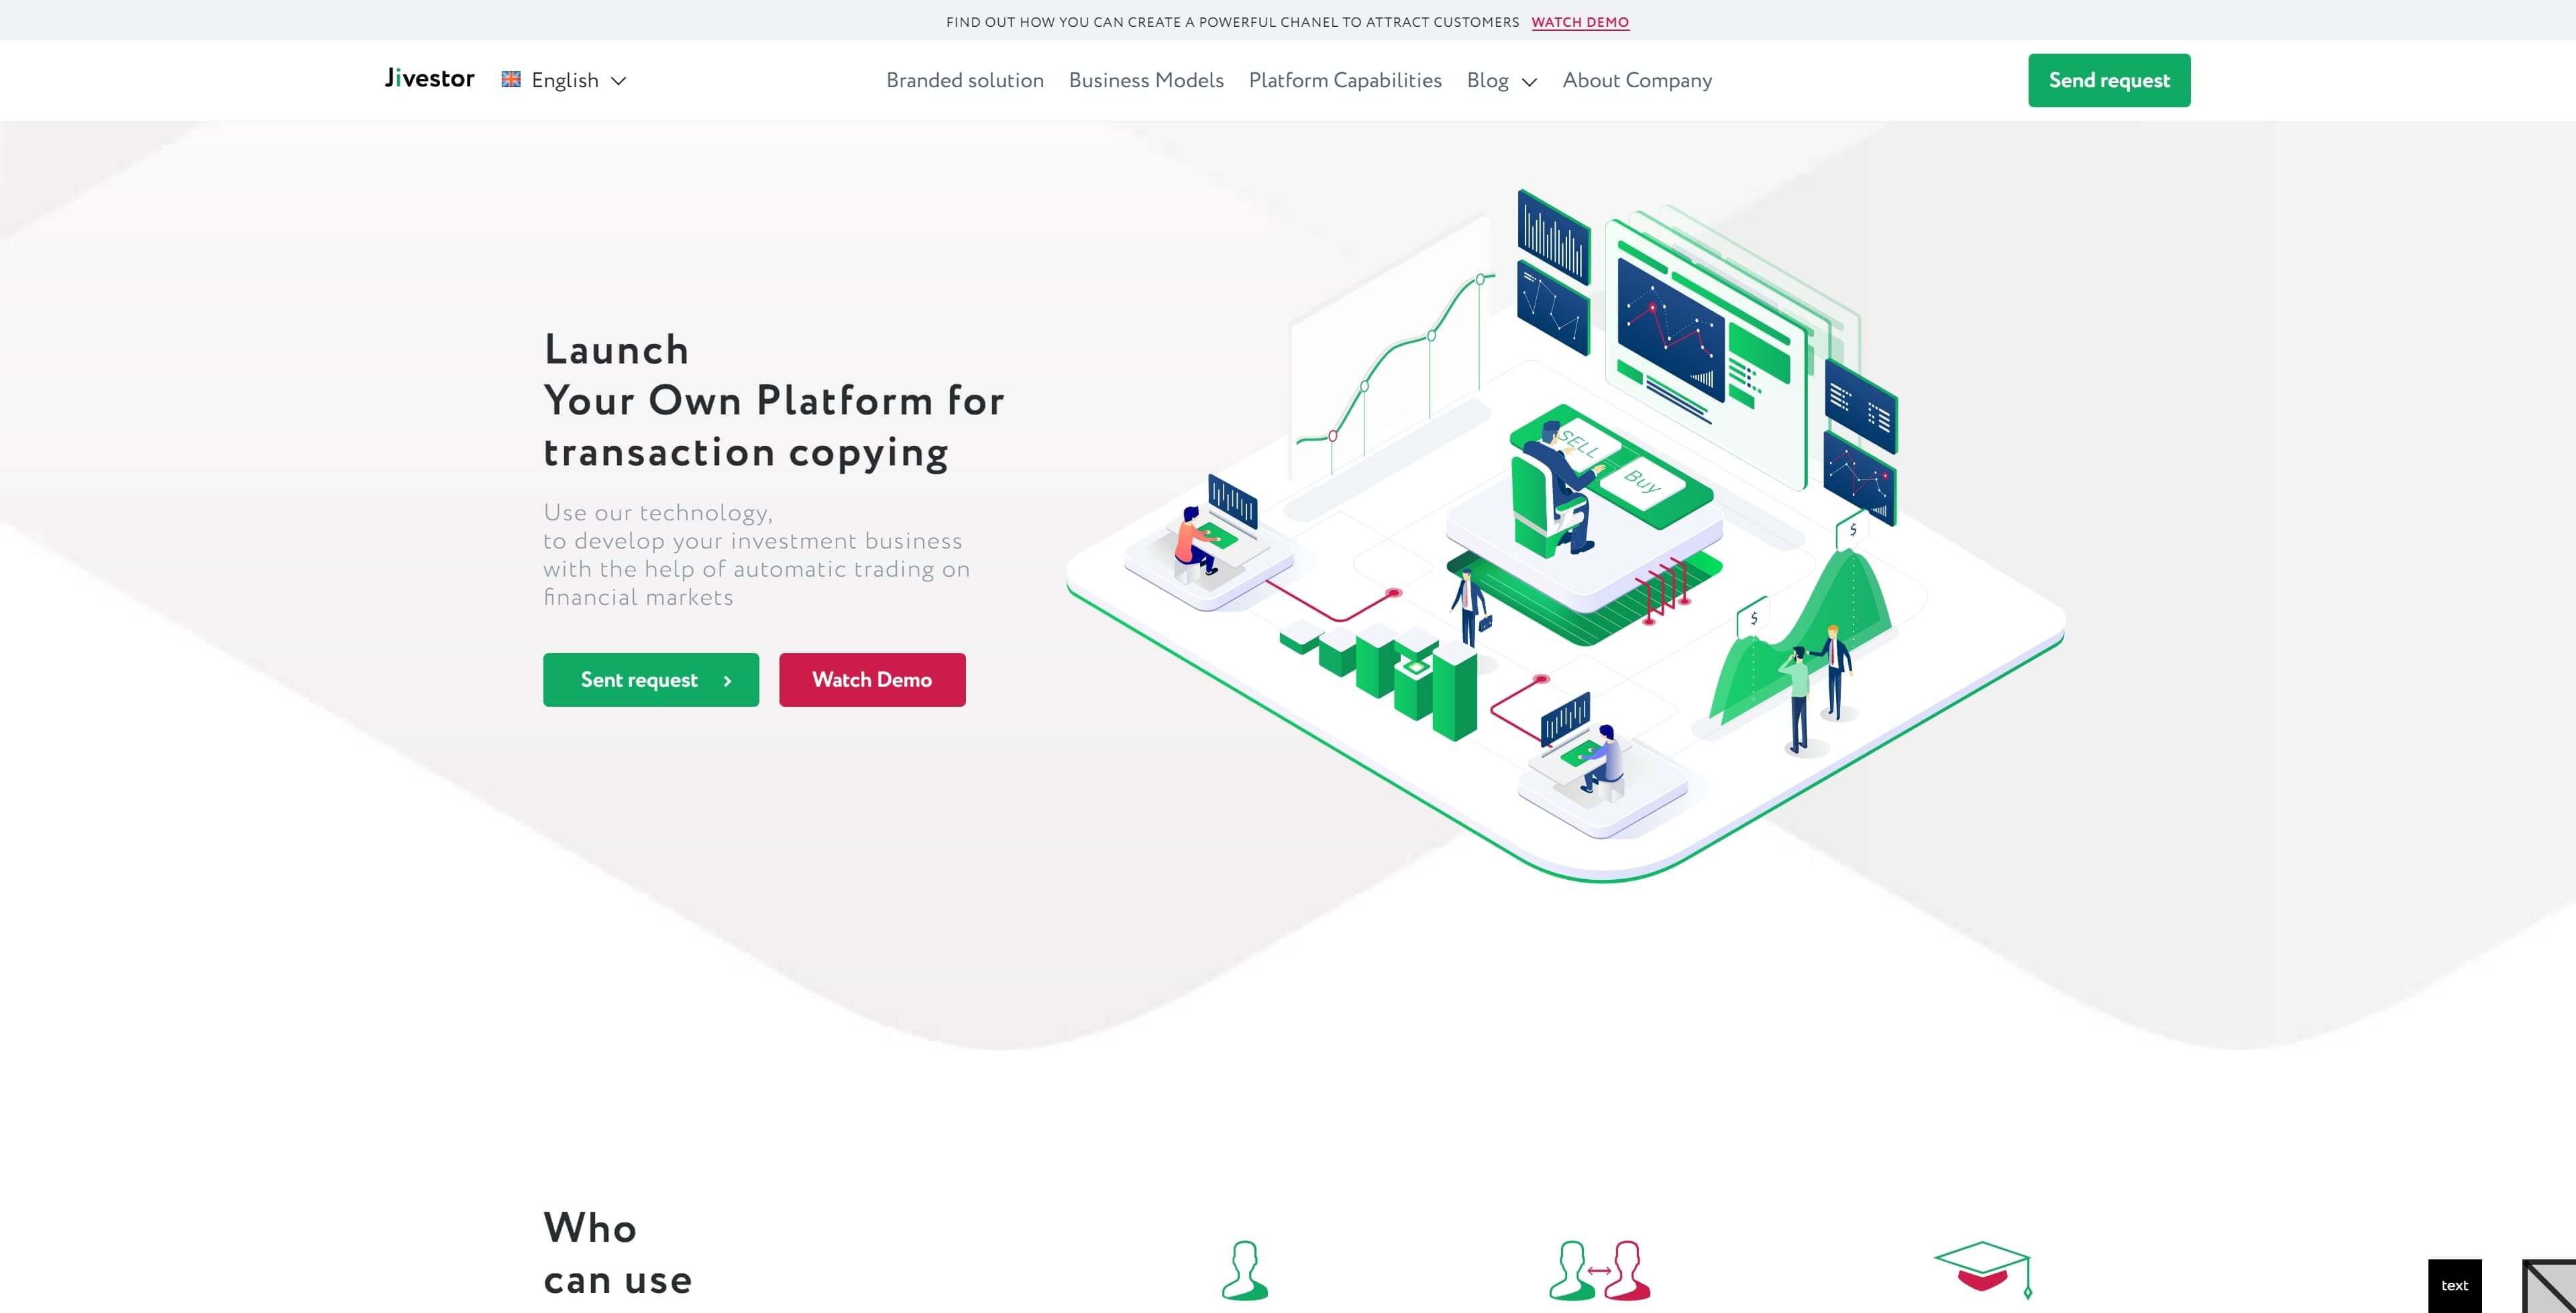 FIND OUT HOW YOU CAN CREATE A POWERFUL CHANEL TO ATTRACT CUSTOMERS WATCH DEMO
Jivestor English Branded solution Business Models Platform Capabilities Blog About Company Send request
Launch
Your Own Platform for
transaction copying
Use our technology,
to develop your investment business
with the help of automatic trading on
financial markets
Sent request Watch Demo
SELL
Buy
$
$
Who
can use
text